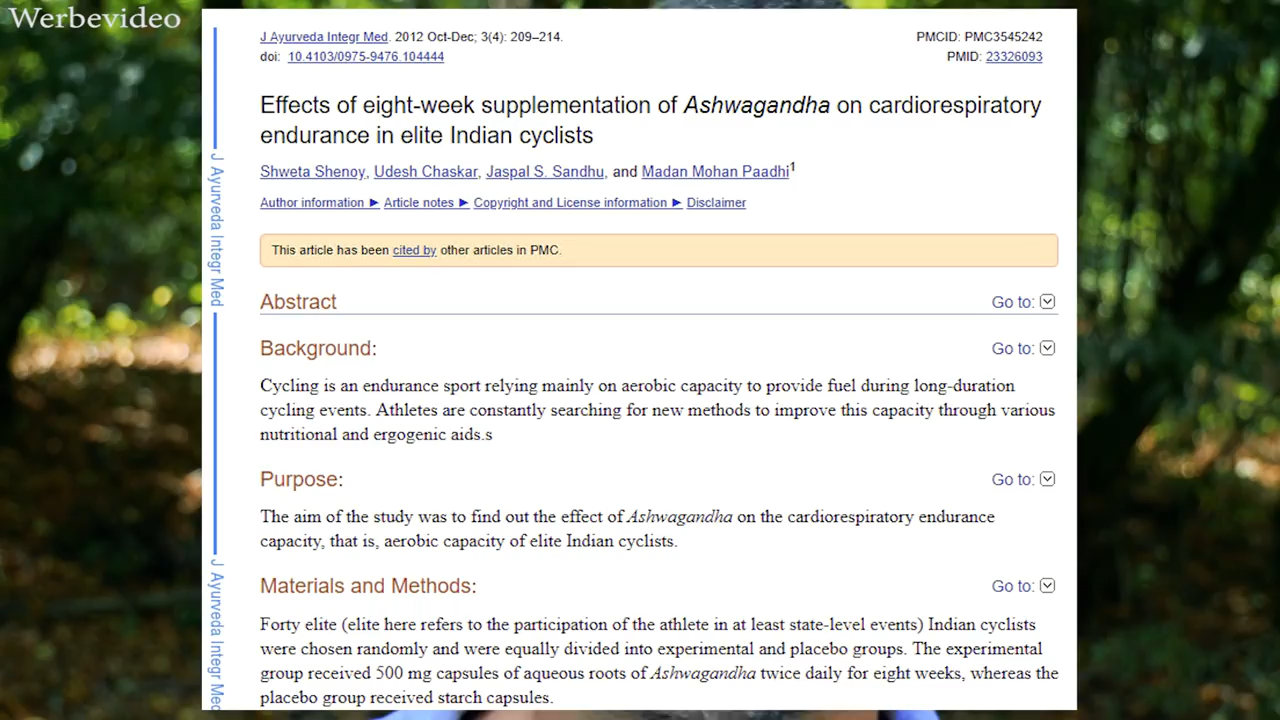 Werbevideo
J Ayurveda Integr Med. 2012 Oct-Dec; 3(4): 209–214.
doi: 10.4103/0975-9476.104444
PMCID: PMC3545242
PMID: 23326093
Effects of eight-week supplementation of Ashwagandha on cardiorespiratory
endurance in elite Indian cyclists
Shweta Shenoy, Udesh Chaskar, Jaspal S. Sandhu, and Madan Mohan Paadhi1
Author information ▶ Article notes ▶ Copyright and License information ▶ Disclaimer
This article has been cited by other articles in PMC.
Abstract
Go to:
Background:
Go to:
Cycling is an endurance sport relying mainly on aerobic capacity to provide fuel during long-duration
cycling events. Athletes are constantly searching for new methods to improve this capacity through various
nutritional and ergogenic aids.s
Purpose:
Go to:
The aim of the study was to find out the effect of Ashwagandha on the cardiorespiratory endurance
capacity, that is, aerobic capacity of elite Indian cyclists.
Materials and Methods:
Go to:
Forty elite (elite here refers to the participation of the athlete in at least state-level events) Indian cyclists
were chosen randomly and were equally divided into experimental and placebo groups. The experimental
group received 500 mg capsules of aqueous roots of Ashwagandha twice daily for eight weeks, whereas the
placebo group received starch capsules.
J Ayurveda Integr Med
J Ayurveda Integr Med